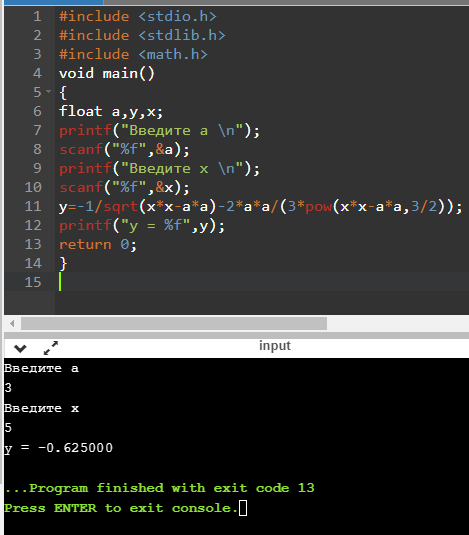 1 #include <stdio.h>
2 #include <stdlib.h>
3 #include <math.h>
4 void main()
5 {
6 float a,y,x;
7 printf("Введите a \n");
8 scanf("%f",&a);
9 printf("Введите x \n");
10 scanf("%f",&x);
11 y=-1/sqrt(x*x-a*a)-2*a*a/(3*pow(x*x-a*a,3/2));
12 printf("y = %f",y);
13 return 0;
14 }
15
input
Введите a
3
Введите x
5
y = -0.625000
...Program finished with exit code 13
Press ENTER to exit console.